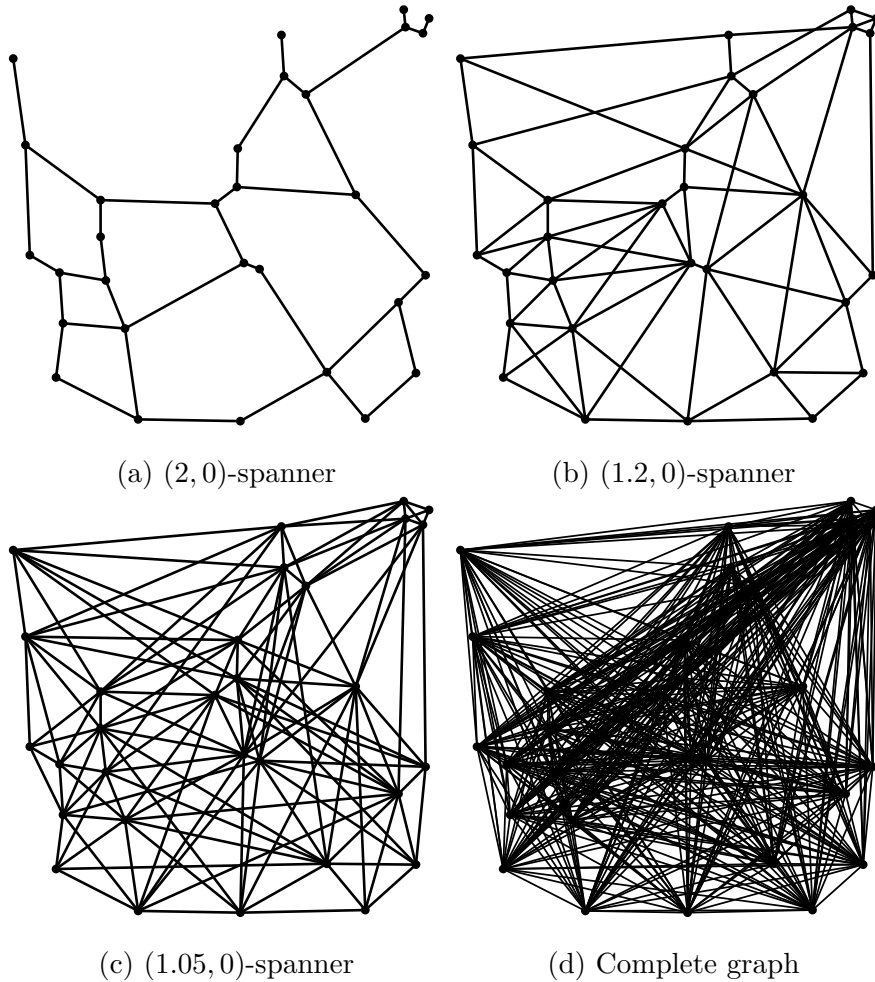 (a) (2, 0)-spanner
(b) (1.2, 0)-spanner
(c) (1.05, 0)-spanner
(d) Complete graph